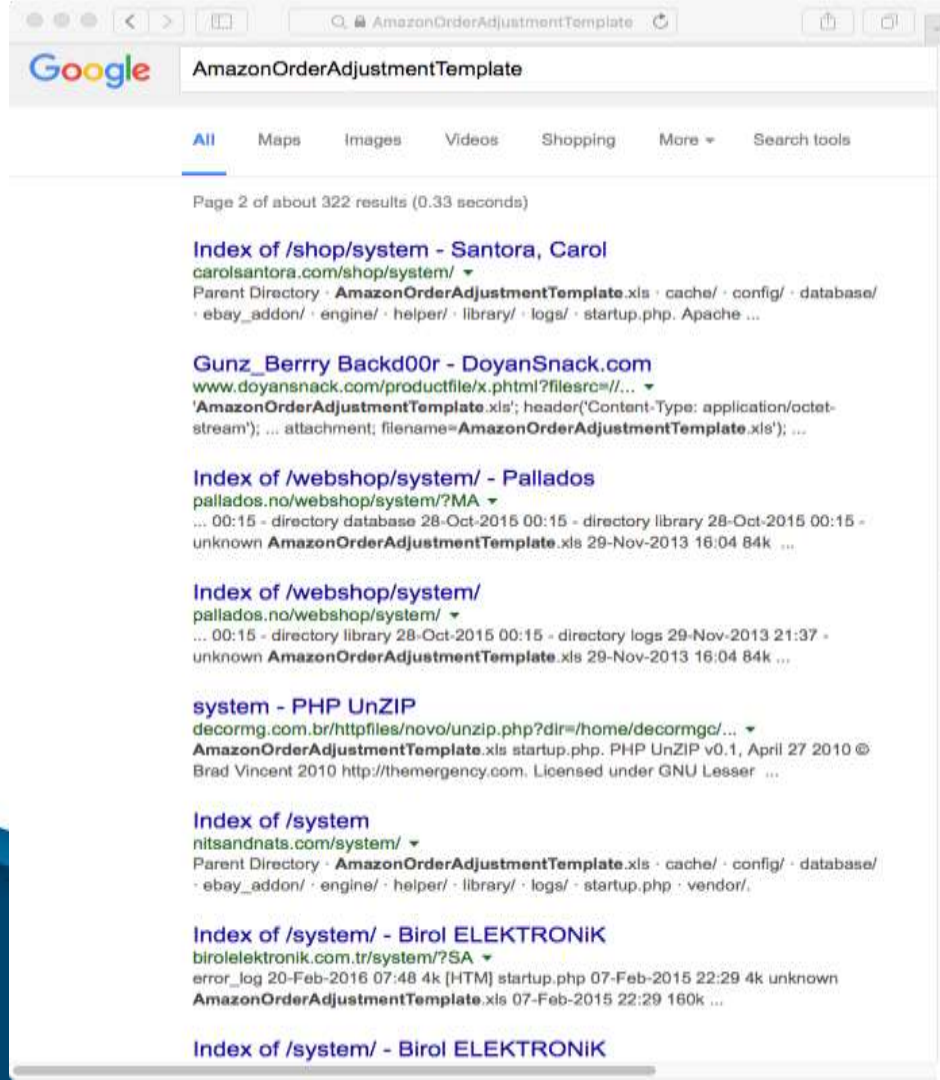 AmazonOrderAdjustmentTemplate
Google AmazonOrderAdjustmentTemplate
All Maps Images Videos Shopping More Search tools
Page 2 of about 322 results (0.33 seconds)
Index of /shop/system - Santora, Carol
carolsantora.com/shop/system/
Parent Directory · AmazonOrderAdjustmentTemplate.xls · cache/ · config/ · database/
· ebay_addon/ · engine/ · helper/ · library/ · logs/ · startup.php. Apache ...
Gunz_Berrry Backd00r - DoyanSnack.com
www.doyansnack.com/productfile/x.phtml?filesrc=//...
'AmazonOrderAdjustmentTemplate.xls'; header('Content-Type: application/octet-
stream'); ... attachment; filename=AmazonOrderAdjustmentTemplate.xls'); ...
Index of /webshop/system/ - Pallados
pallados.no/webshop/system/?MA
... 00:15 - directory database 28-Oct-2015 00:15 - directory library 28-Oct-2015 00:15 -
unknown AmazonOrderAdjustmentTemplate.xls 29-Nov-2013 16:04 84k ...
Index of /webshop/system/
pallados.no/webshop/system/
... 00:15 - directory library 28-Oct-2015 00:15 - directory logs 29-Nov-2013 21:37 -
unknown AmazonOrderAdjustmentTemplate.xls 29-Nov-2013 16:04 84k ...
system - PHP UnZIP
decormg.com.br/httpfiles/novo/unzip.php?dir=/home/decormgc/...
AmazonOrderAdjustmentTemplate.xls startup.php. PHP UnZIP v0.1, April 27 2010 ©
Brad Vincent 2010 http://themergency.com. Licensed under GNU Lesser ...
Index of /system
nitsandnats.com/system/
Parent Directory · AmazonOrderAdjustmentTemplate.xls · cache/ · config/ · database/
· ebay_addon/ · engine/ · helper/ · library/ · logs/ · startup.php · vendor/.
Index of /system/ - Birol ELEKTRONiK
birolelektronik.com.tr/system/?SA
error_log 20-Feb-2016 07:48 4k [HTM] startup.php 07-Feb-2015 22:29 4k unknown
AmazonOrderAdjustmentTemplate.xls 07-Feb-2015 22:29 160k ...
Index of /system/ - Birol ELEKTRONiK